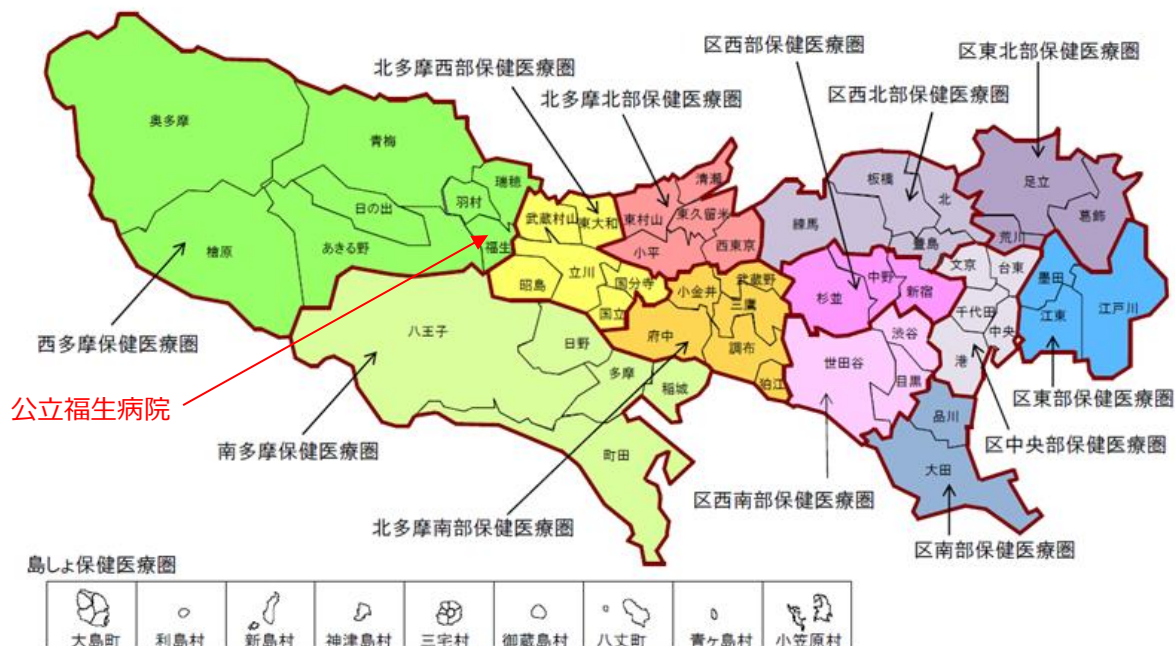 区西部保健医療圏
区東北部保健医療圏
北多摩西部保健医療圏
北多摩北部保健医療圏
区西北部保健医療圏
奥多摩
青梅
瑞穂
羽村
日の出
あきる野
福生
檜原
武蔵村山
東大和
東村山
清瀬
東久留米
小平
西東京
昭島
立川
国分寺
国立
小金井
武蔵野
三鷹
府中
調布
狛江
八王子
日野
多摩
稲城
町田
練馬
板橋
北
豊島
杉並
中野
新宿
世田谷
渋谷
目黒
文京
台東
千代田
中央
港
足立
葛飾
荒川
墨田
江東
江戸川
品川
大田
西多摩保健医療圏
公立福生病院
南多摩保健医療圏
北多摩南部保健医療圏
区西南部保健医療圏
区東部保健医療圏
区中央部保健医療圏
区南部保健医療圏
島しょ保健医療圏
大島町
利島村
新島村
神津島村
三宅村
御蔵島村
八丈町
青ヶ島村
小笠原村